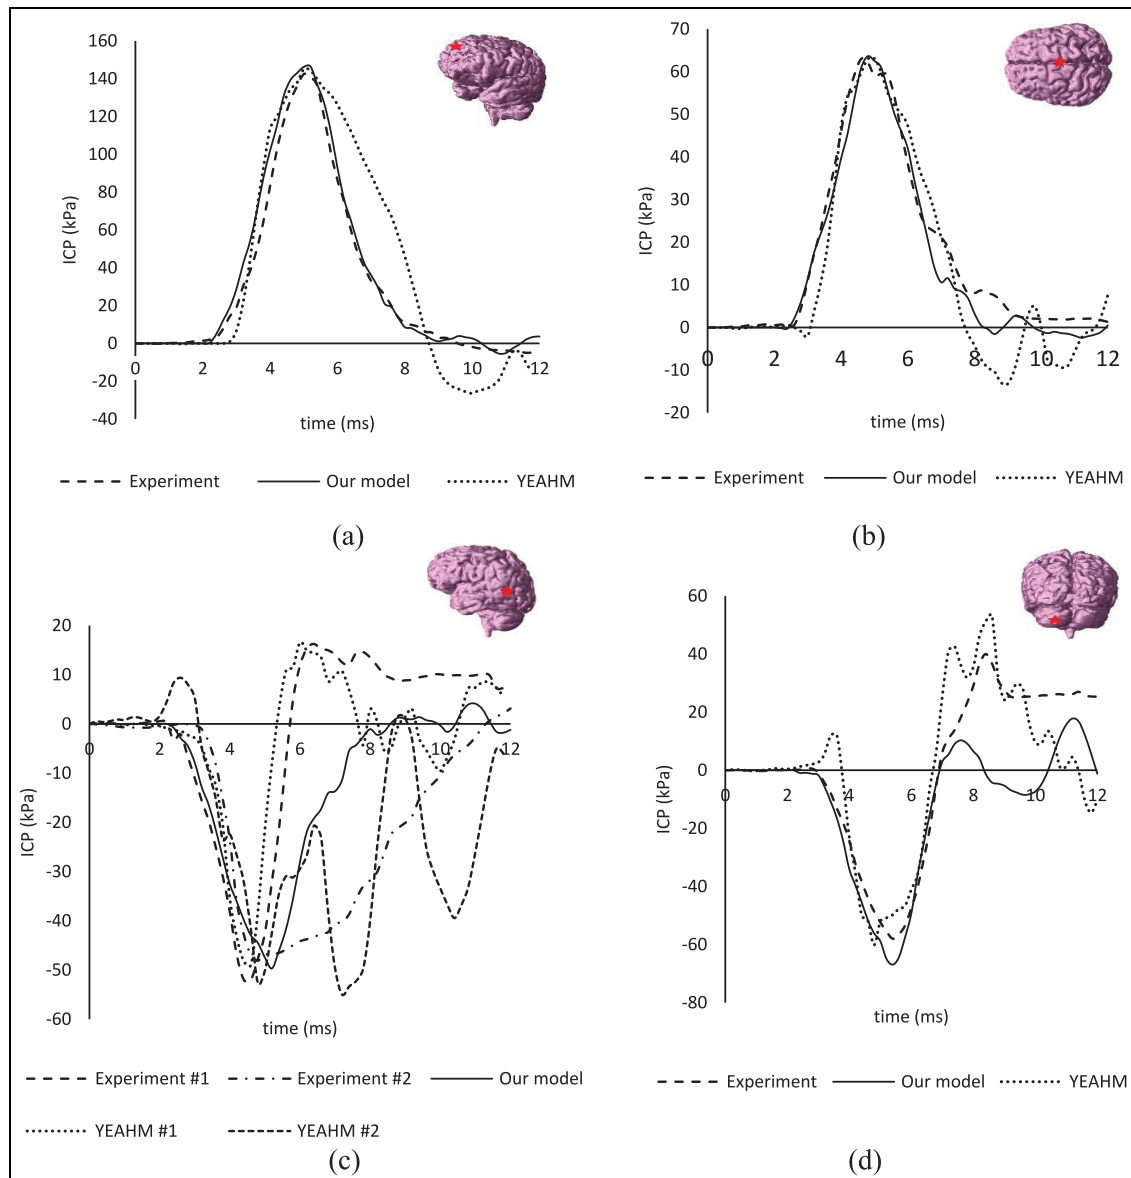 160
140
120
100
80
60
40
20
0
-20
-40
ICP (kPa)
0 2 4 6 8 10 12
time (ms)
Experiment Our model YEAHM
(a)
70
60
50
40
30
20
10
0
-10
-20
ICP (kPa)
0 2 4 6 8 10 12
time (ms)
Experiment Our model YEAHM
(b)
20
10
0
-10
-20
-30
-40
-50
-60
ICP (kPa)
0 2 4 6 8 10 12
time (ms)
Experiment #1 Experiment #2 Our model
YEAHM #1 YEAHM #2
(c)
60
40
20
0
-20
-40
-60
-80
ICP (kPa)
0 2 4 6 8 10 12
time (ms)
Experiment Our model YEAHM
(d)